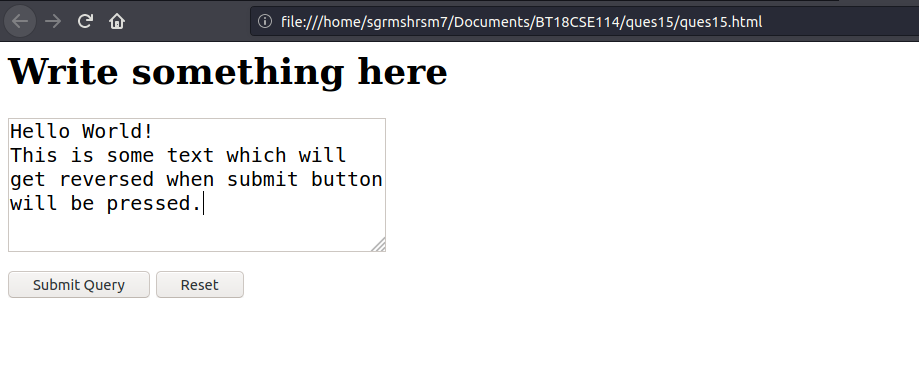 file:///home/sgrmshrsm7/Documents/BT18CSE114/ques15/ques15.html
Write something here
Hello World!
This is some text which will
get reversed when submit button
will be pressed.
Submit Query Reset